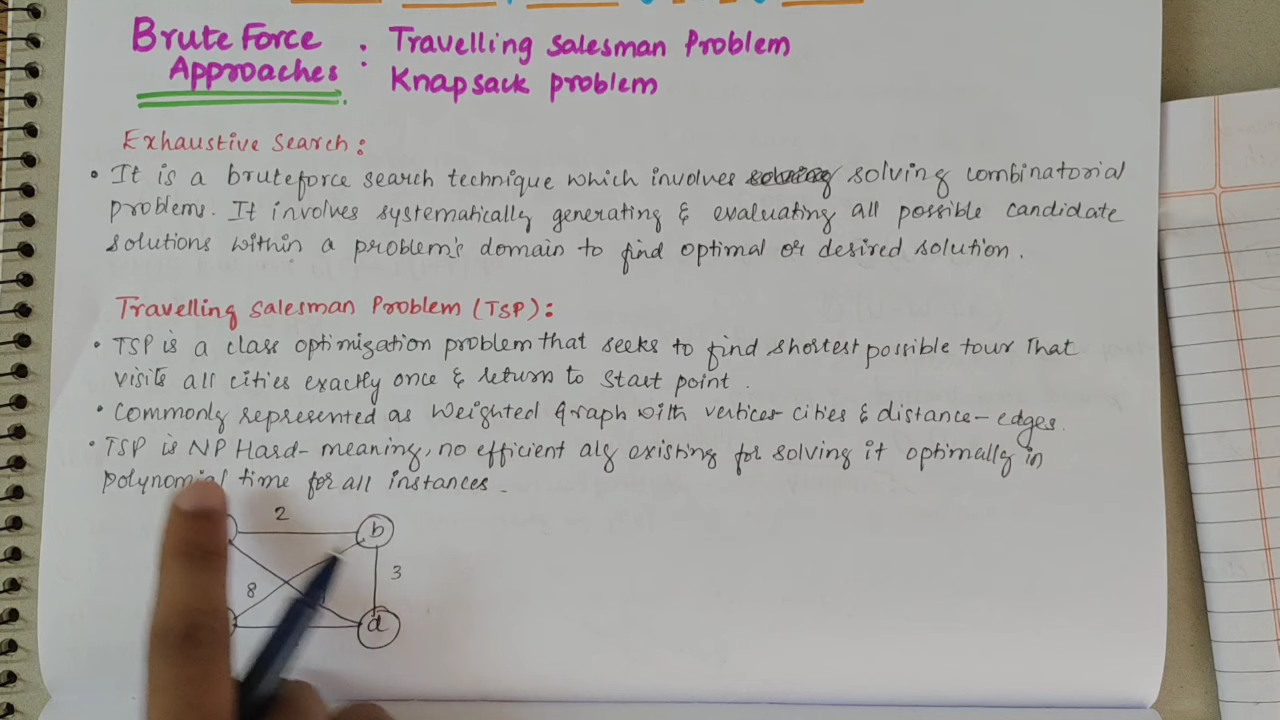 Brute Force Approaches : Travelling Salesman Problem
Knapsack problem
Exhaustive Search:
• It is a bruteforce search technique which involves solving combinatorial
problems. It involves systematically generating & evaluating all possible candidate
solutions within a problem's domain to find optimal or desired solution.
Travelling Salesman Problem (TSP):
• TSP is a class optimization problem that seeks to find shortest possible tour that
visits all cities exactly once & return to start point.
• Commonly represented as Weighted Graph with vertices-cities & distance-edges.
• TSP is NP Hard- meaning, no efficient alg existing for solving it optimally in
polynomial time for all instances.
2
b
8
3
d